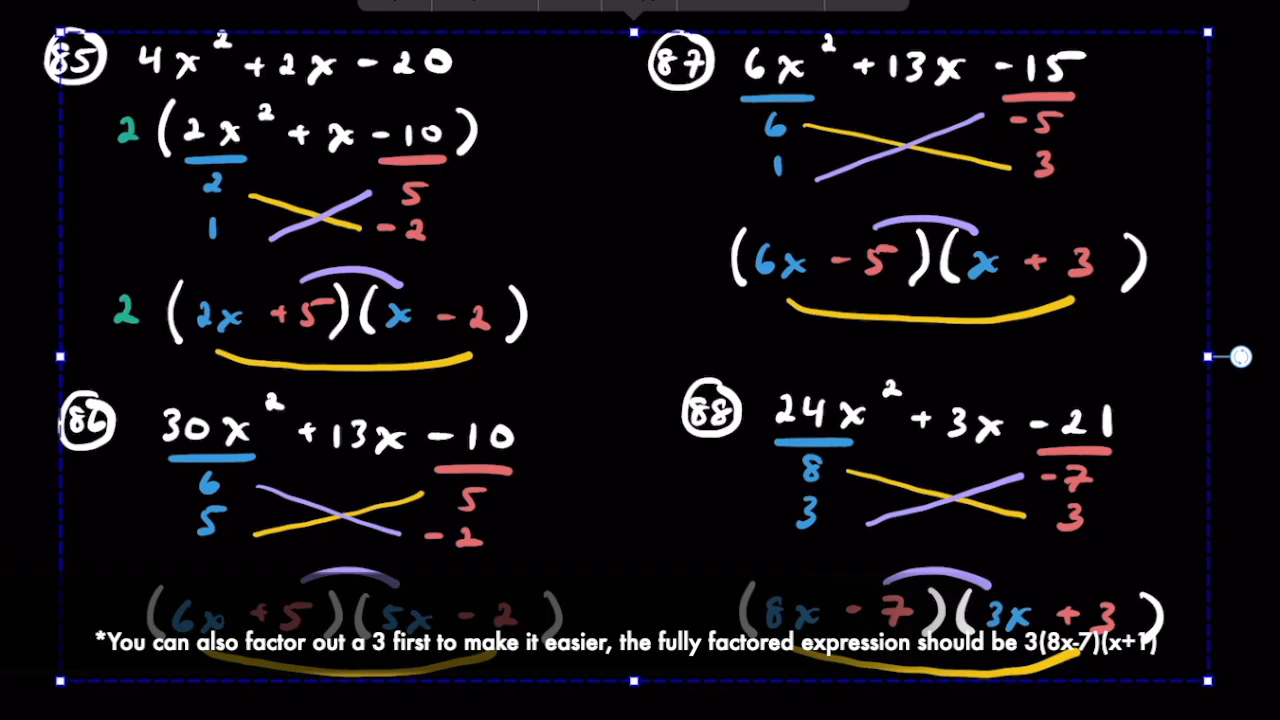 85 4x² + 2x - 20
2 (2x² + x - 10)
2 5
1 - 2
2 (2x + 5)(x - 2)
86 30x² + 13x - 10
6 5
5 - 2
(6x + 5)(5x - 2)
87 6x² + 13x - 15
6 - 5
1 3
(6x - 5)(x + 3)
88 24x² + 3x - 21
8 - 7
3 3
(8x - 7)(3x + 3)
*You can also factor out a 3 first to make it easier, the fully factored expression should be 3(8x-7)(x+1)